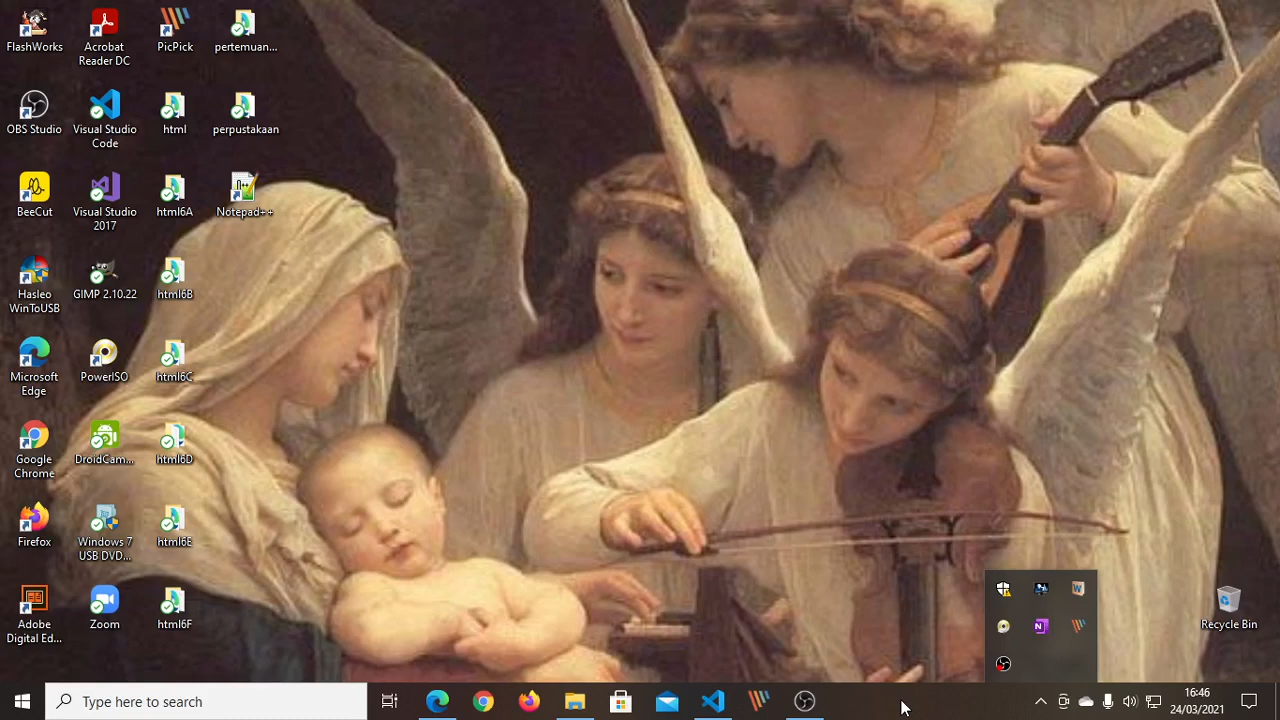 FlashWorks
Acrobat
Reader DC
PicPick
pertemuan...
OBS Studio
Visual Studio
Code
html
perpustakaan
BeeCut
Visual Studio
2017
html6A
Notepad++
Hasleo
WinToUSB
GIMP 2.10.22
html6B
Microsoft
Edge
PowerISO
html6C
Google
Chrome
DroidCam...
html6D
Firefox
Windows 7
USB DVD...
html6E
Adobe
Digital Ed...
Zoom
html6F
Recycle Bin
Type here to search
16:46
24/03/2021